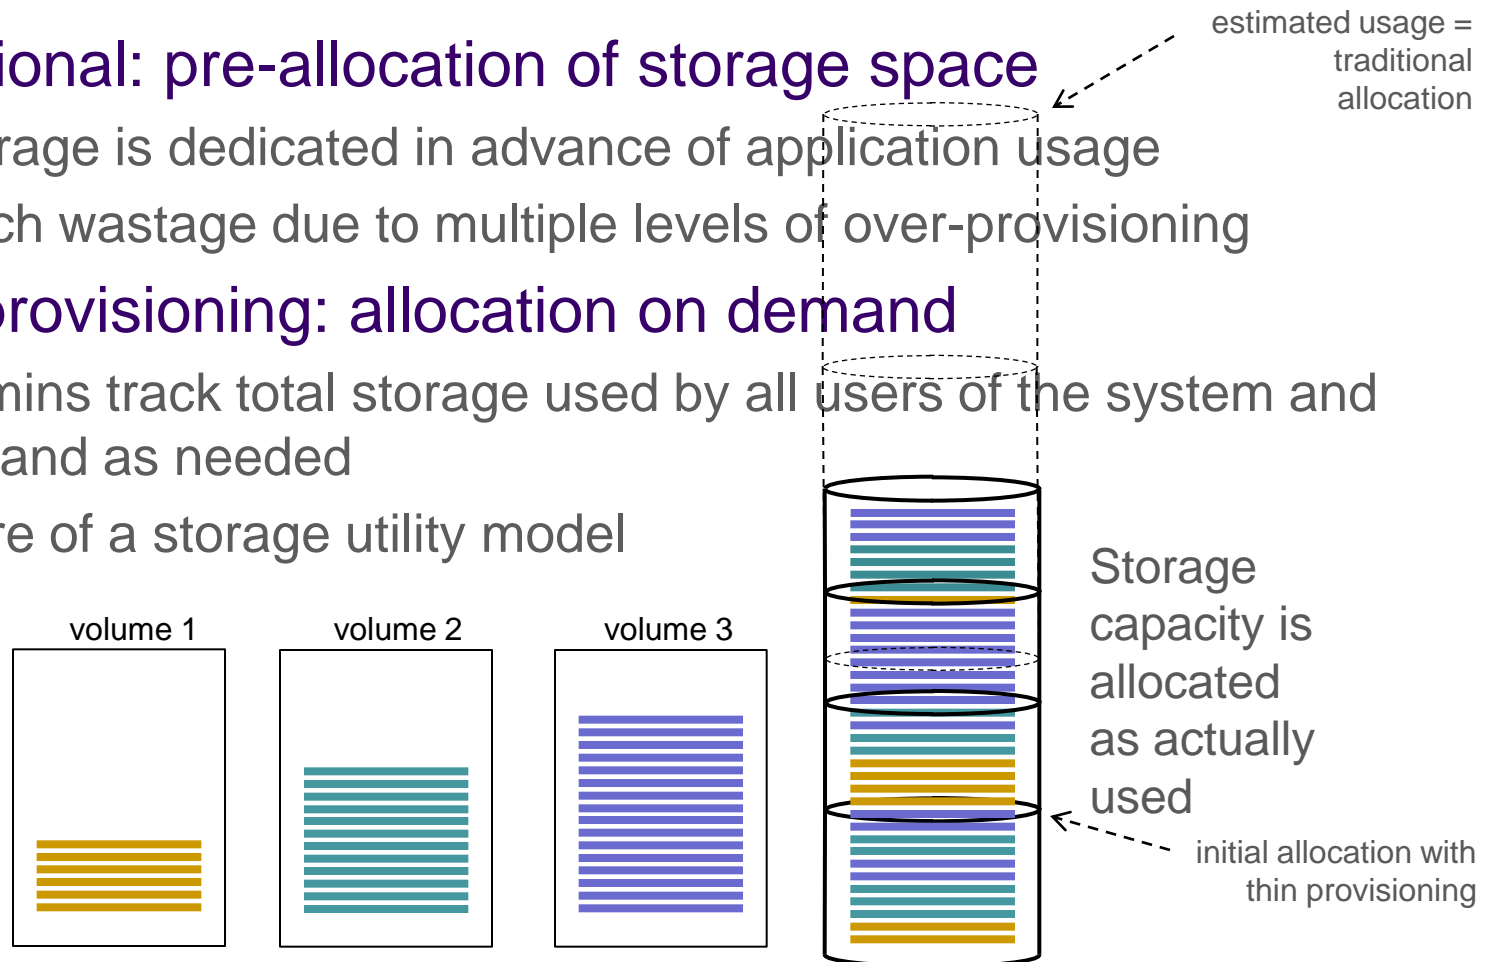 estimated usage =
traditional
allocation
ional: pre-allocation of storage space
rage is dedicated in advance of application usage
ch wastage due to multiple levels of over-provisioning
provisioning: allocation on demand
mins track total storage used by all users of the system and
and as needed
re of a storage utility model
volume 1
volume 2
volume 3
Storage
capacity is
allocated
as actually
used
initial allocation with
thin provisioning